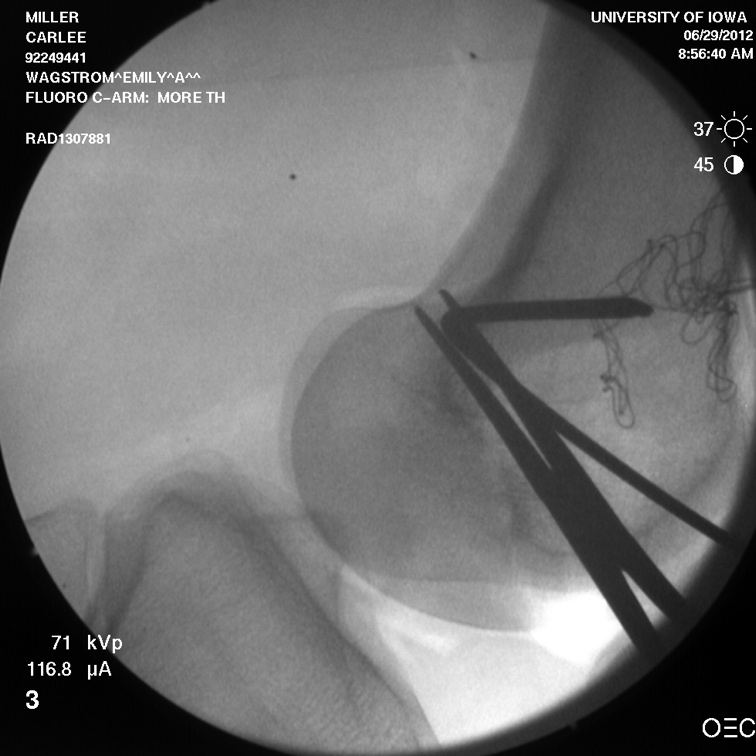 MILLER
CARLEE
92249441
WAGSTROM^EMILY^A^^
FLUORO C-ARM: MORE TH
RAD1307881
UNIVERSITY OF IOWA
06/29/2012
8:56:40 AM
37
45
71 kVp
116.8 µA
3
OEC